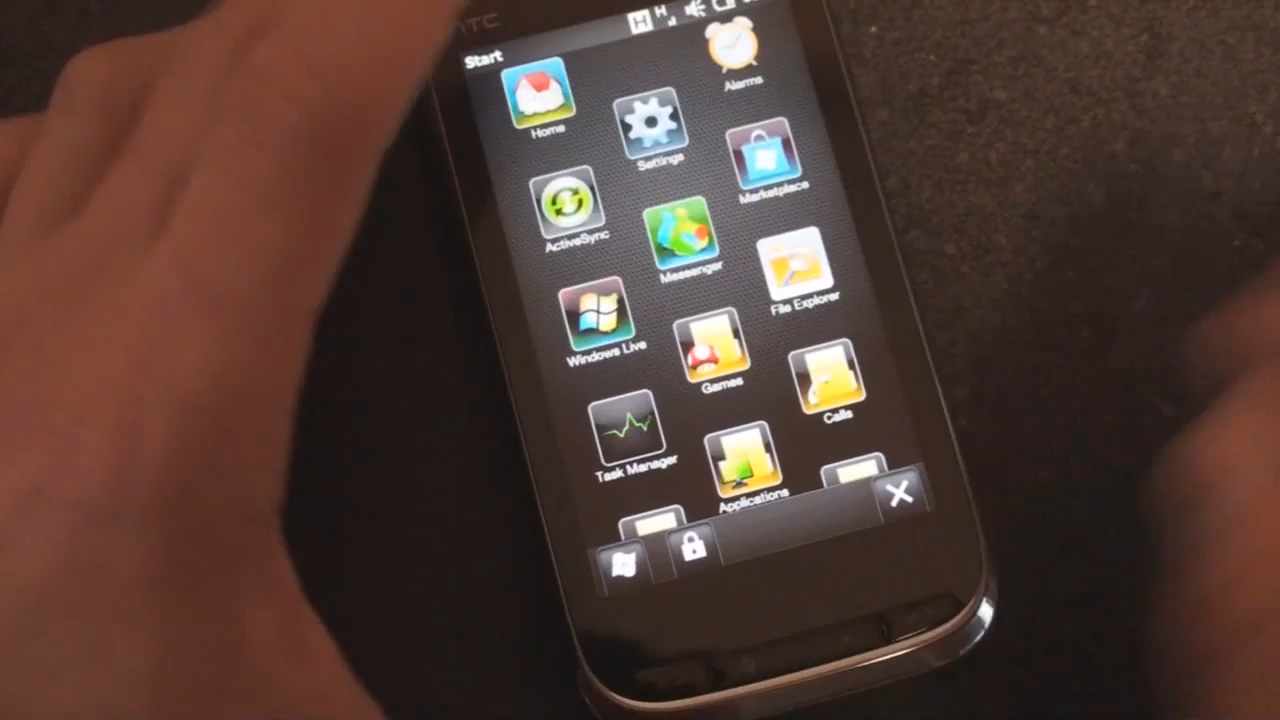 HTC
H H
Start
Home
Settings
Alarms
ActiveSync
Messenger
Marketplace
Windows Live
Games
File Explorer
Task Manager
Applications
Calls